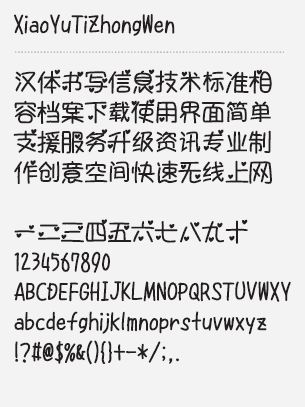 XiaoYuTiZhongWen
汉体书写信息技术标准相
容档案下载使用界面简单
支援服务升级资讯专业制
作创意空间快速无线上网
一二三四五六七八九十
1234567890
ABCDEFGHIJKLMNOPQRSTUVWXY
abcdefghijklmnoprstuvwxyz
!?#@$%&(){}+-*/;,.